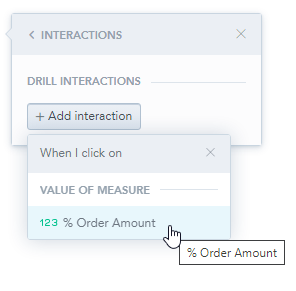 INTERACTIONS
DRILL INTERACTIONS
+ Add interaction
When I click on
VALUE OF MEASURE
123 % Order Amount
% Order Amount